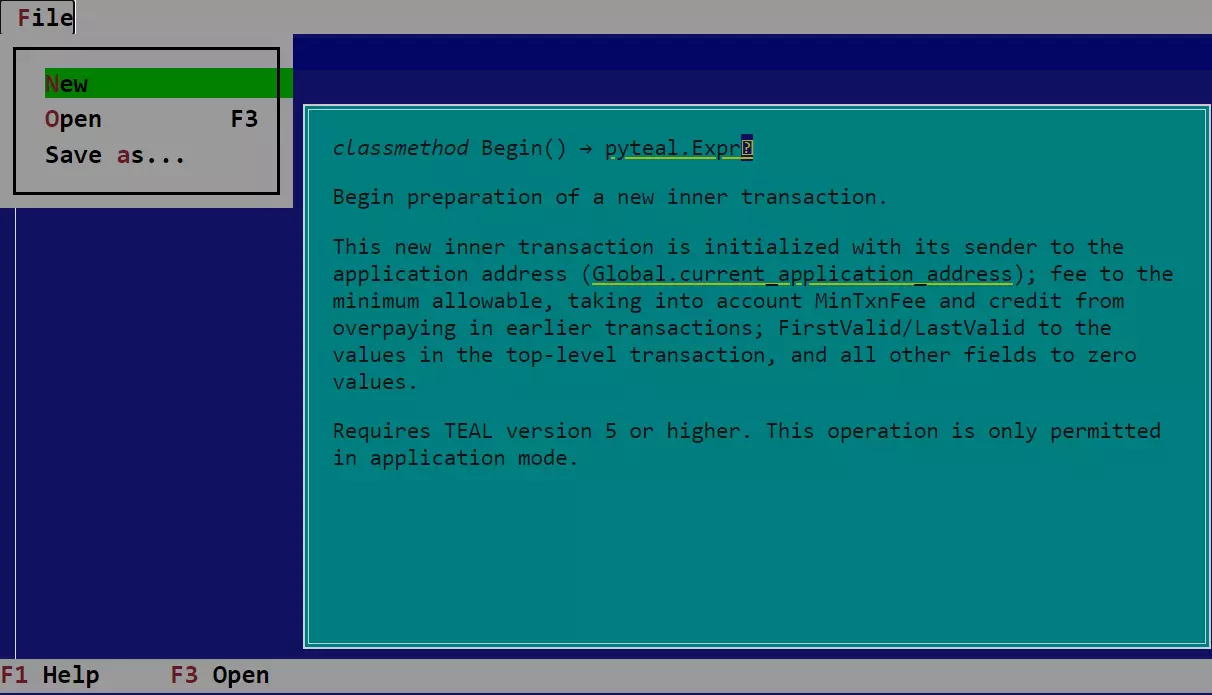 File
New
Open F3
Save as...
classmethod Begin() → pyteal.Expr
Begin preparation of a new inner transaction.
This new inner transaction is initialized with its sender to the
application address (Global.current_application_address); fee to the
minimum allowable, taking into account MinTxnFee and credit from
overpaying in earlier transactions; FirstValid/LastValid to the
values in the top-level transaction, and all other fields to zero
values.
Requires TEAL version 5 or higher. This operation is only permitted
in application mode.
F1 Help F3 Open